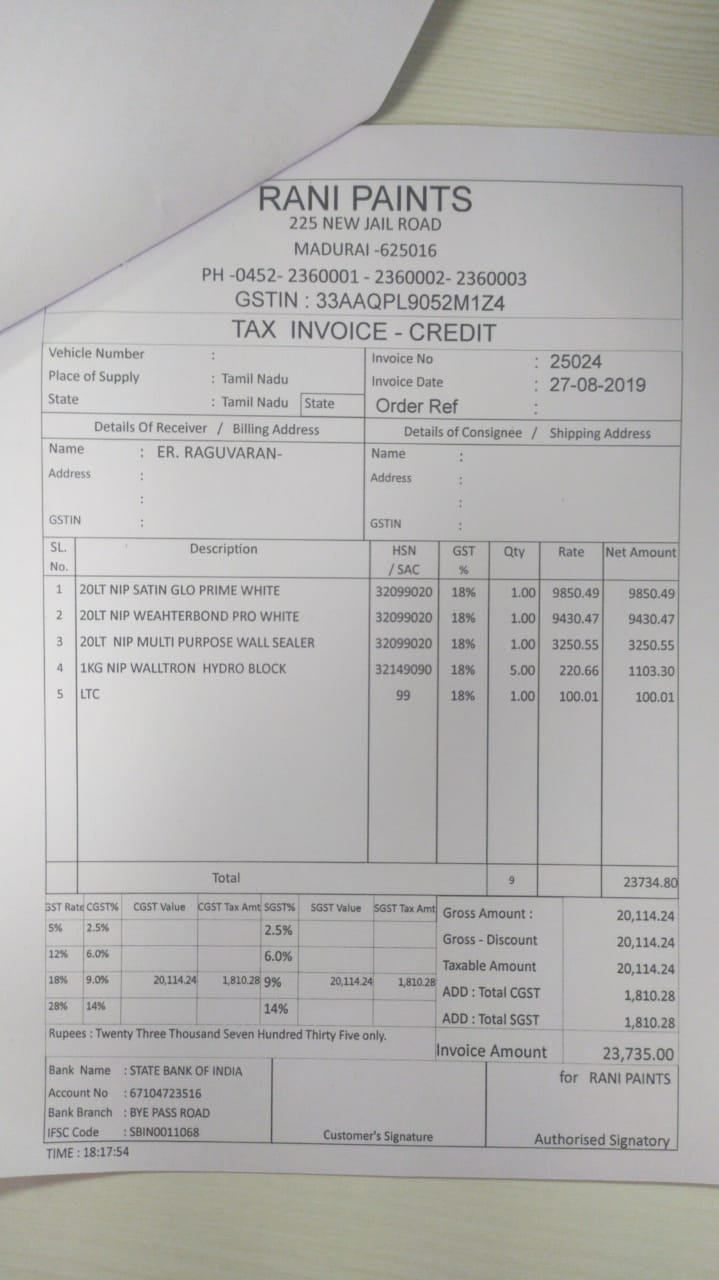 RANI PAINTS
225 NEW JAIL ROAD
MADURAI -625016
PH -0452- 2360001 - 2360002- 2360003
GSTIN : 33AAQPL9052M1Z4
TAX INVOICE - CREDIT
Vehicle Number :
Place of Supply : Tamil Nadu
State : Tamil Nadu State
Invoice No : 25024
Invoice Date : 27-08-2019
Order Ref :
Details Of Receiver / Billing Address
Name : ER. RAGUVARAN-
Address :
:
GSTIN :
Details of Consignee / Shipping Address
Name :
Address :
:
GSTIN :
SL. No. Description HSN / SAC GST % Qty Rate Net Amount
1 20LT NIP SATIN GLO PRIME WHITE 32099020 18% 1.00 9850.49 9850.49
2 20LT NIP WEAHTERBOND PRO WHITE 32099020 18% 1.00 9430.47 9430.47
3 20LT NIP MULTI PURPOSE WALL SEALER 32099020 18% 1.00 3250.55 3250.55
4 1KG NIP WALLTRON HYDRO BLOCK 32149090 18% 5.00 220.66 1103.30
5 LTC 99 18% 1.00 100.01 100.01
Total 9 23734.80
GST Rate CGST% CGST Value CGST Tax Amt SGST% SGST Value SGST Tax Amt
5% 2.5% 2.5%
12% 6.0% 6.0%
18% 9.0% 20,114.24 1,810.28 9% 20,114.24 1,810.28
28% 14% 14%
Gross Amount : 20,114.24
Gross - Discount 20,114.24
Taxable Amount 20,114.24
ADD : Total CGST 1,810.28
ADD : Total SGST 1,810.28
Rupees : Twenty Three Thousand Seven Hundred Thirty Five only.
Invoice Amount 23,735.00
Bank Name : STATE BANK OF INDIA
Account No : 67104723516
Bank Branch : BYE PASS ROAD
IFSC Code : SBIN0011068
Customer's Signature
for RANI PAINTS
Authorised Signatory
TIME : 18:17:54